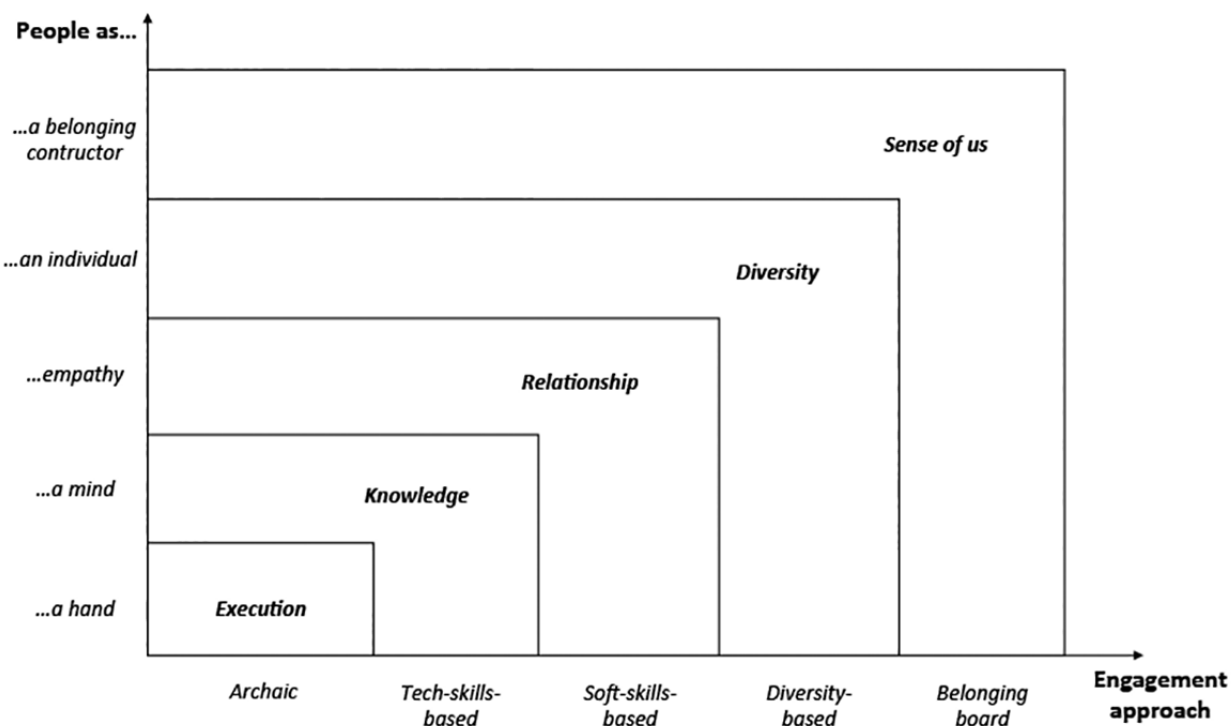 People as...
...a belonging
contructor
Sense of us
...an individual
Diversity
...empathy
Relationship
...a mind
Knowledge
...a hand
Execution
Archaic
Tech-skills-
based
Soft-skills-
based
Diversity-
based
Belonging
board
Engagement
approach